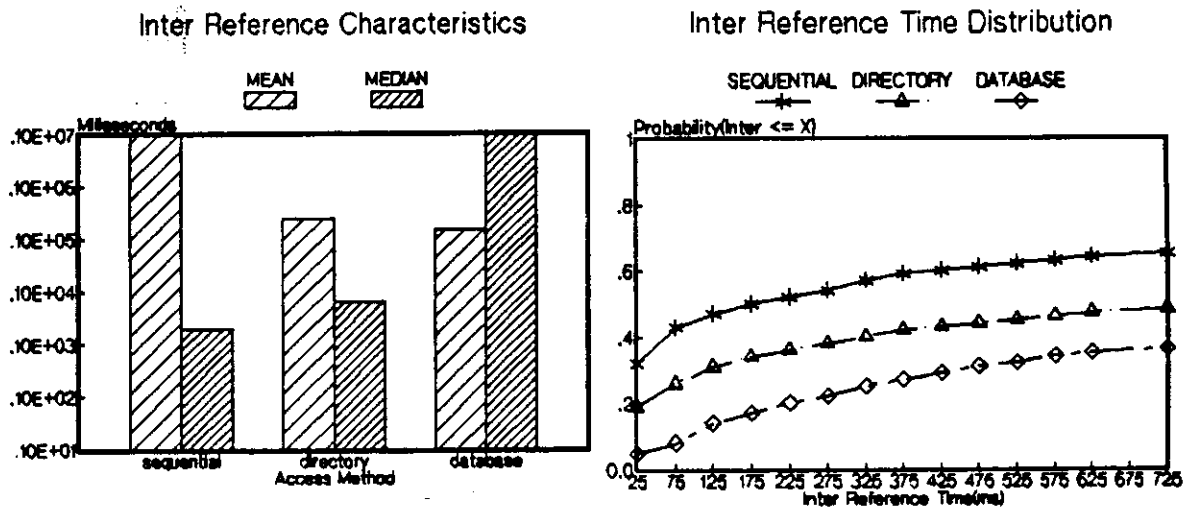 Inter Reference Characteristics
MEAN MEDIAN
Milleseconds
.10E+07
.10E+06
.10E+05
.10E+04
.10E+03
.10E+02
.10E+01
sequential directory database
Access Method
Inter Reference Time Distribution
SEQUENTIAL DIRECTORY DATABASE
Probability(Inter <= X)
1
.8
.6
.4
.2
0.0
25 75 125 175 225 275 325 375 425 475 525 575 625 675 725
Inter Reference Time(ms)